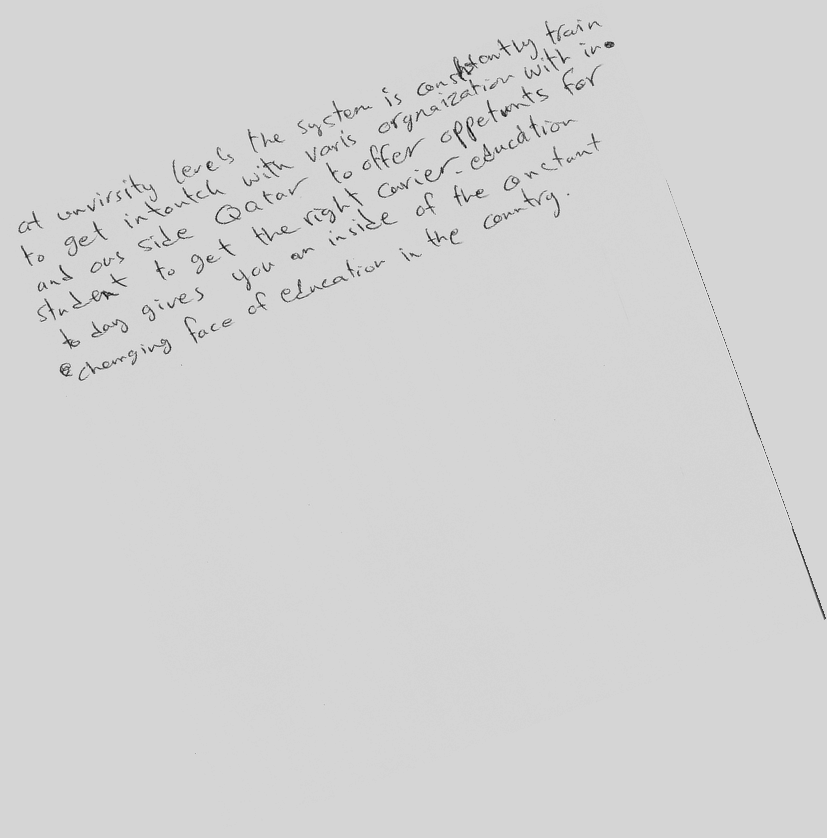 at unvirsity levels the system is constantly train
to get intoutch with varis orgnaization with in
and ous side Qatar to offer oppetunts for
student to get the right carier. education
to day gives you an inside of the constant
changing face of education in the country.